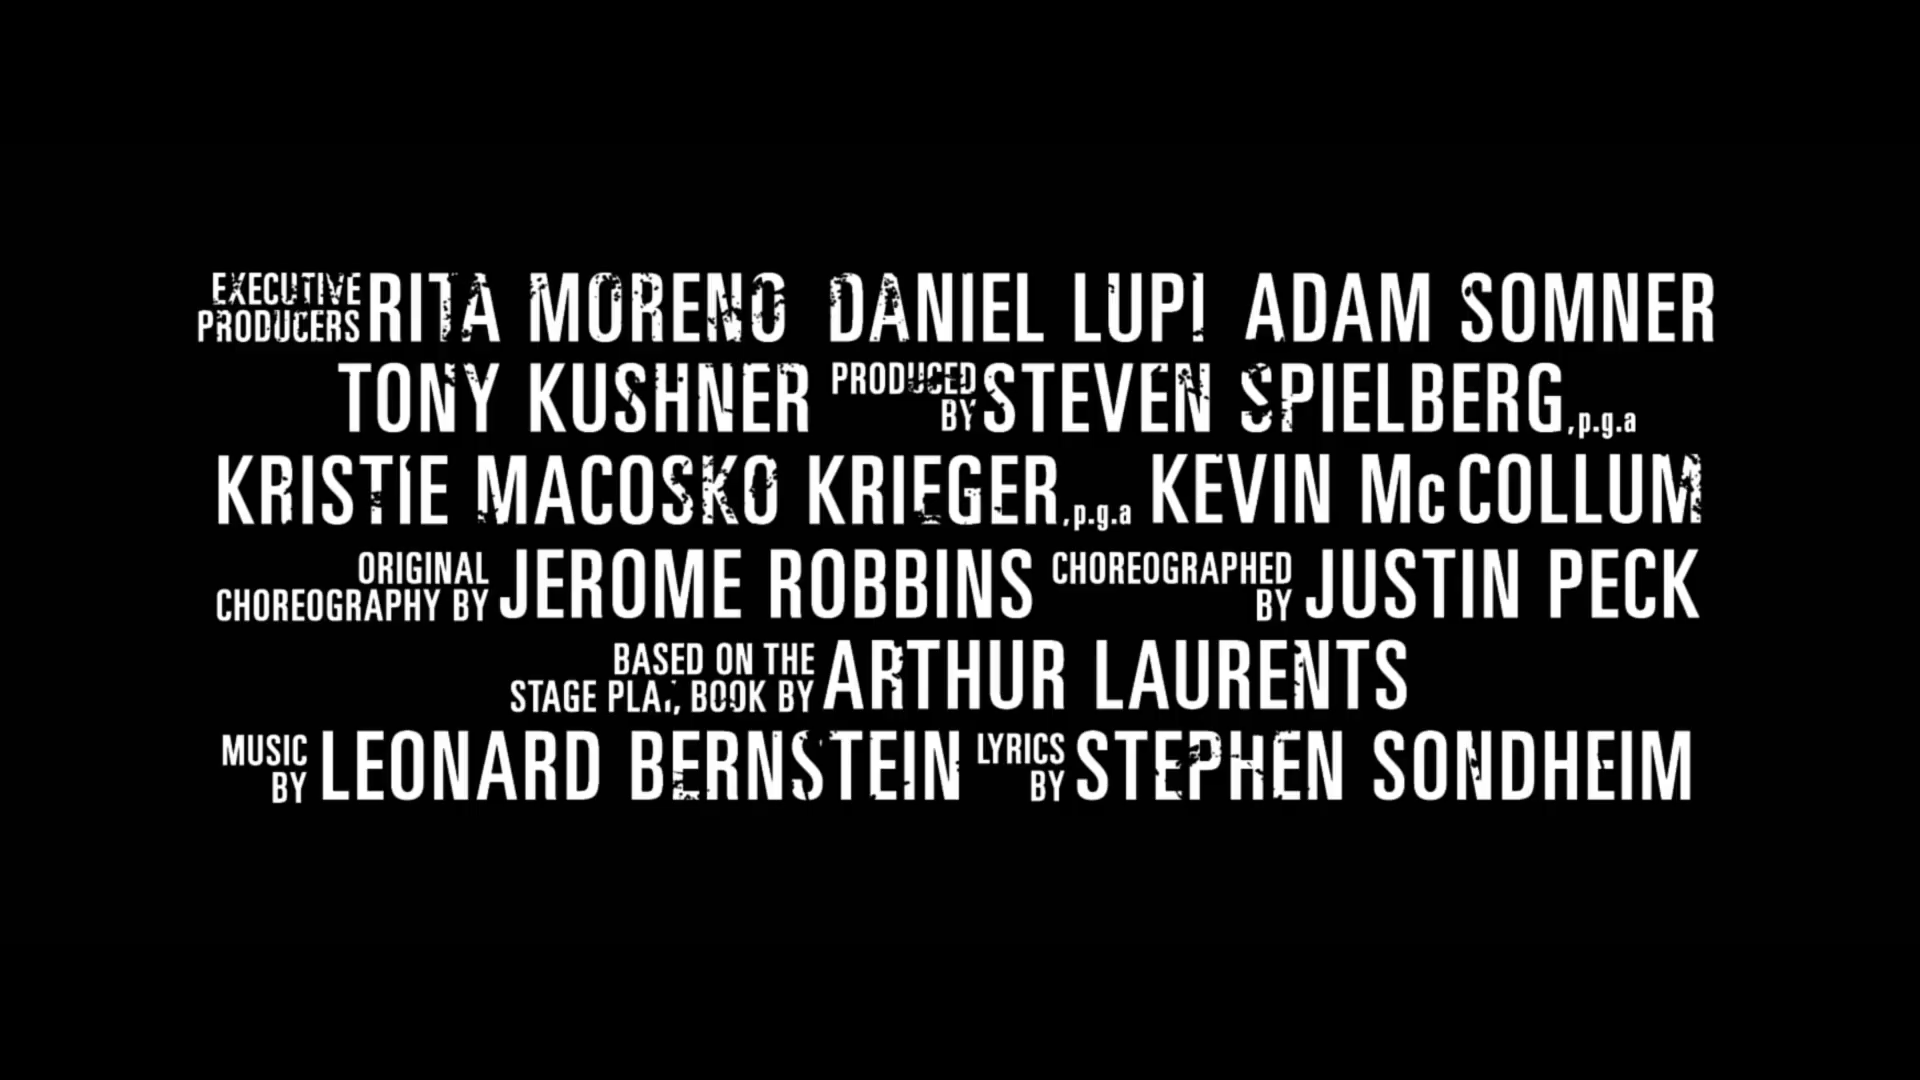 EXECUTIVE PRODUCERS RITA MORENO DANIEL LUPI ADAM SOMNER
TONY KUSHNER PRODUCED BY STEVEN SPIELBERG, p.g.a
KRISTIE MACOSKO KRIEGER, p.g.a KEVIN McCOLLUM
ORIGINAL CHOREOGRAPHY BY JEROME ROBBINS CHOREOGRAPHED BY JUSTIN PECK
BASED ON THE STAGE PLAY, BOOK BY ARTHUR LAURENTS
MUSIC BY LEONARD BERNSTEIN LYRICS BY STEPHEN SONDHEIM